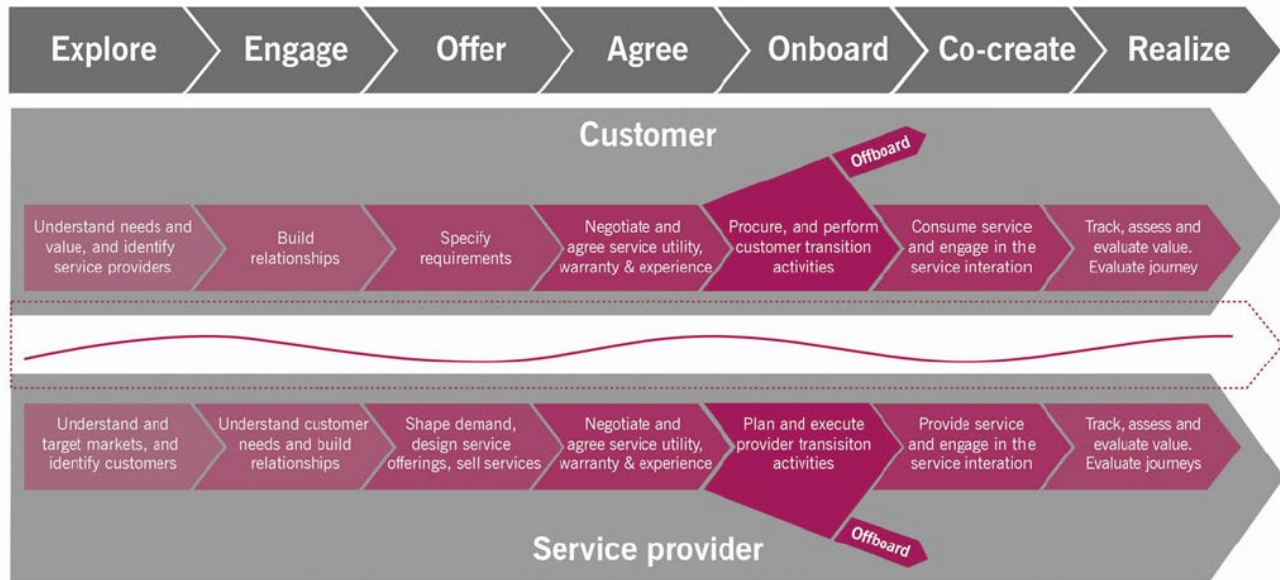 Explore
Engage
Offer
Agree
Onboard
Co-create
Realize
Customer
Offboard
Understand needs and
value, and identify
service providers
Build
relationships
Specify
requirements
Negotiate and
agree service utility,
warranty & experience
Procure, and perform
customer transition
activities
Consume service
and engage in the
service interation
Track, assess and
evaluate value.
Evaluate journey
Understand and
target markets, and
identify customers
Understand customer
needs and build
relationships
Shape demand,
design service
offerings, sell services
Negotiate and
agree service utility,
warranty & experience
Plan and execute
provider transisiton
activities
Provide service
and engage in the
service interation
Track, assess and
evaluate value.
Evaluate journeys
Offboard
Service provider